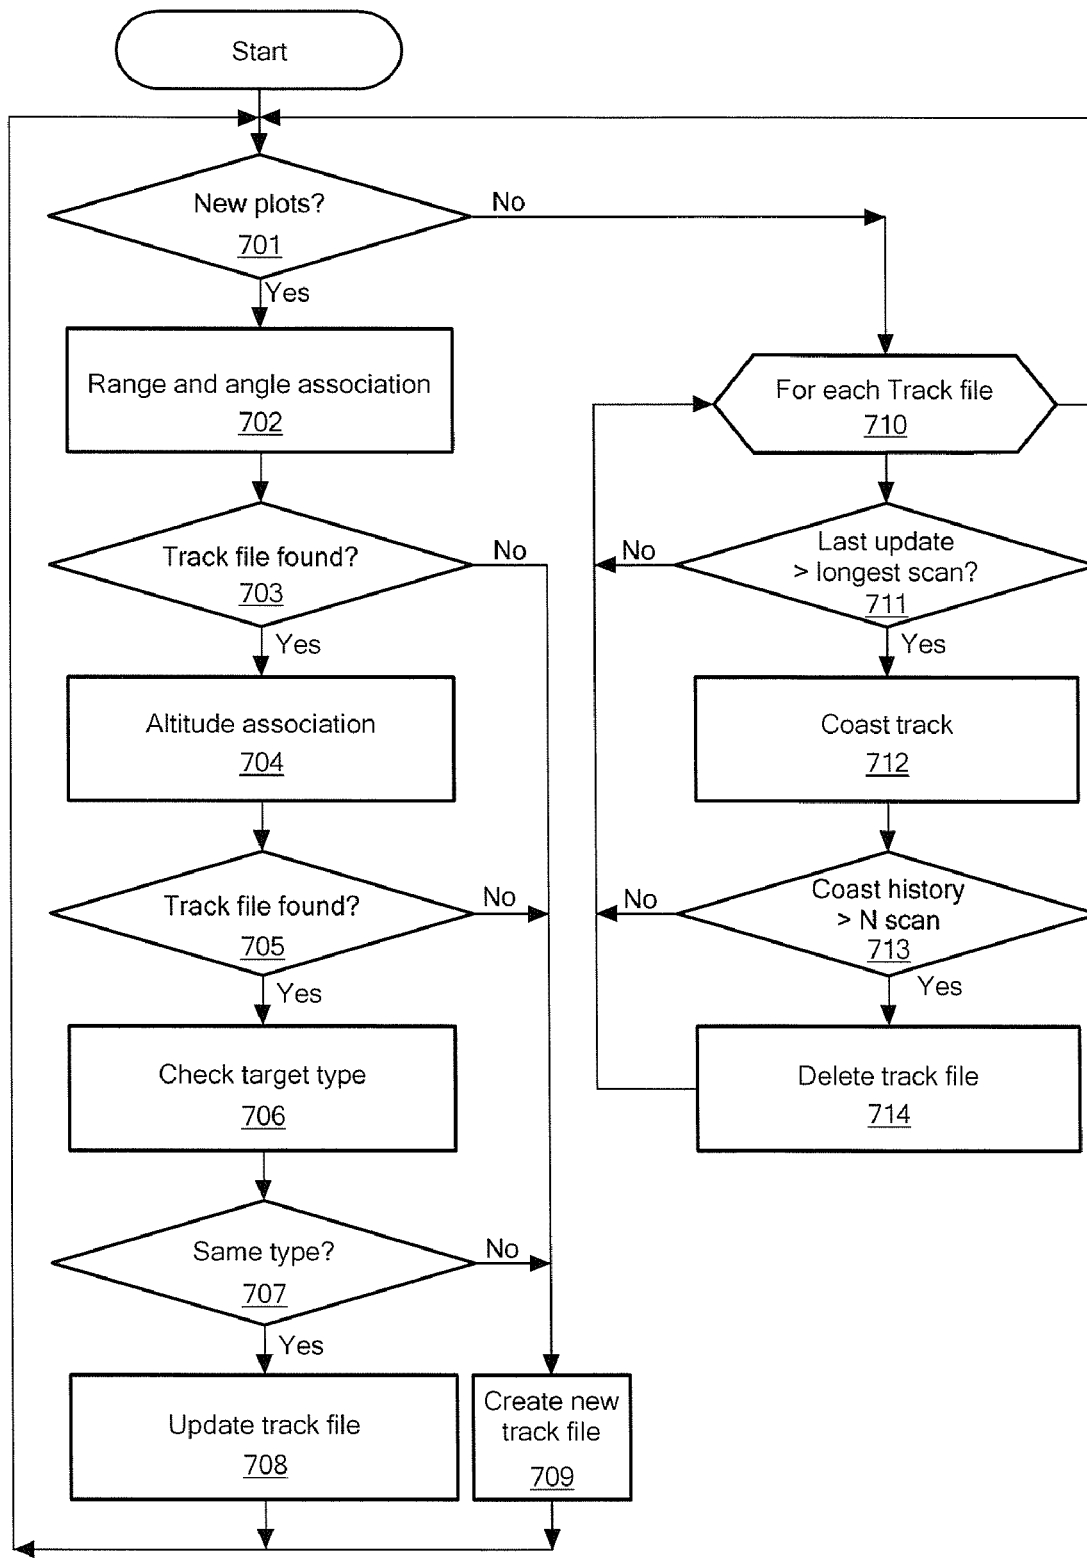 Start
New plots?
701
No
Yes
Range and angle association
702
Track file found?
703
No
Yes
Altitude association
704
Track file found?
705
No
Yes
Check target type
706
Same type?
707
No
Yes
Update track file
708
Create new
track file
709
For each Track file
710
Last update
> longest scan?
711
No
Yes
Coast track
712
Coast history
> N scan
713
No
Yes
Delete track file
714